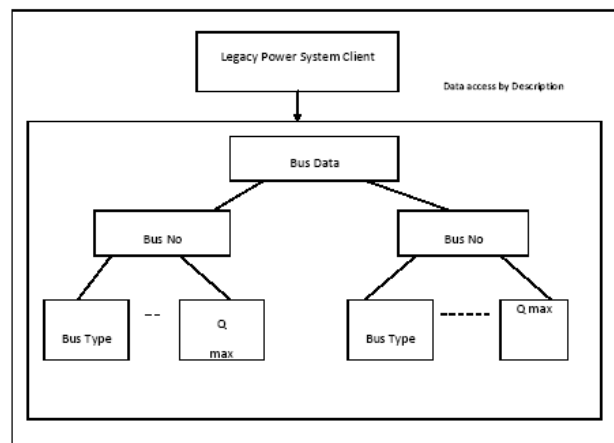 Legacy Power System Client
Data access by Description
Bus Data
Bus No
Bus No
Bus Type
Q
max
Bus Type
Q max